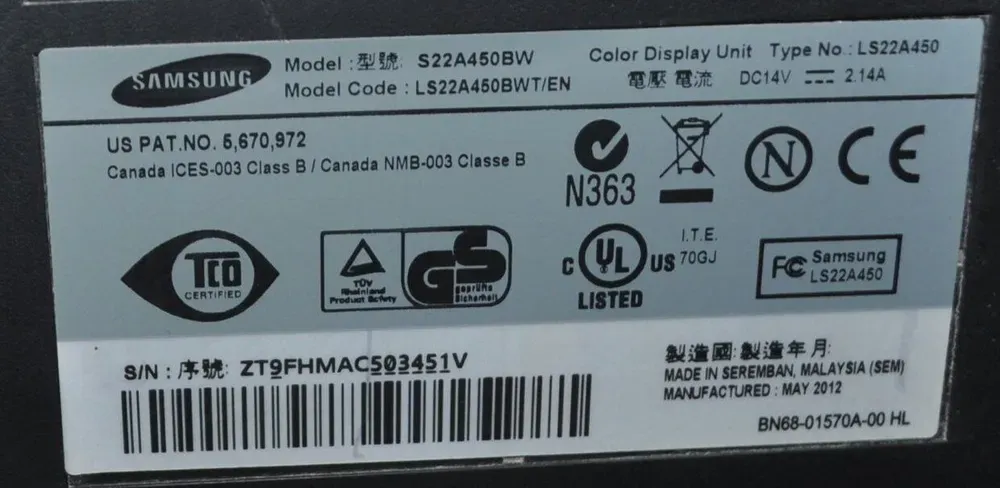 SAMSUNG
Model : 型號 : S22A450BW
Model Code : LS22A450BWT/EN
Color Display Unit Type No.: LS22A450
電壓 電流 DC14V 2.14A
US PAT.NO. 5,670,972
Canada ICES-003 Class B / Canada NMB-003 Classe B
N363
N
CE
TCO
CERTIFIED
TÜV
Rheinland
Product Safety
GS
geprüfte
Sicherheit
C UL US
LISTED
I.T.E.
70GJ
FC Samsung
LS22A450
S/N : 序號: ZT9FHMAC503451V
製造國: 製造年月:
MADE IN SEREMBAN, MALAYSIA (SEM)
MANUFACTURED : MAY 2012
BN68-01570A-00 HL